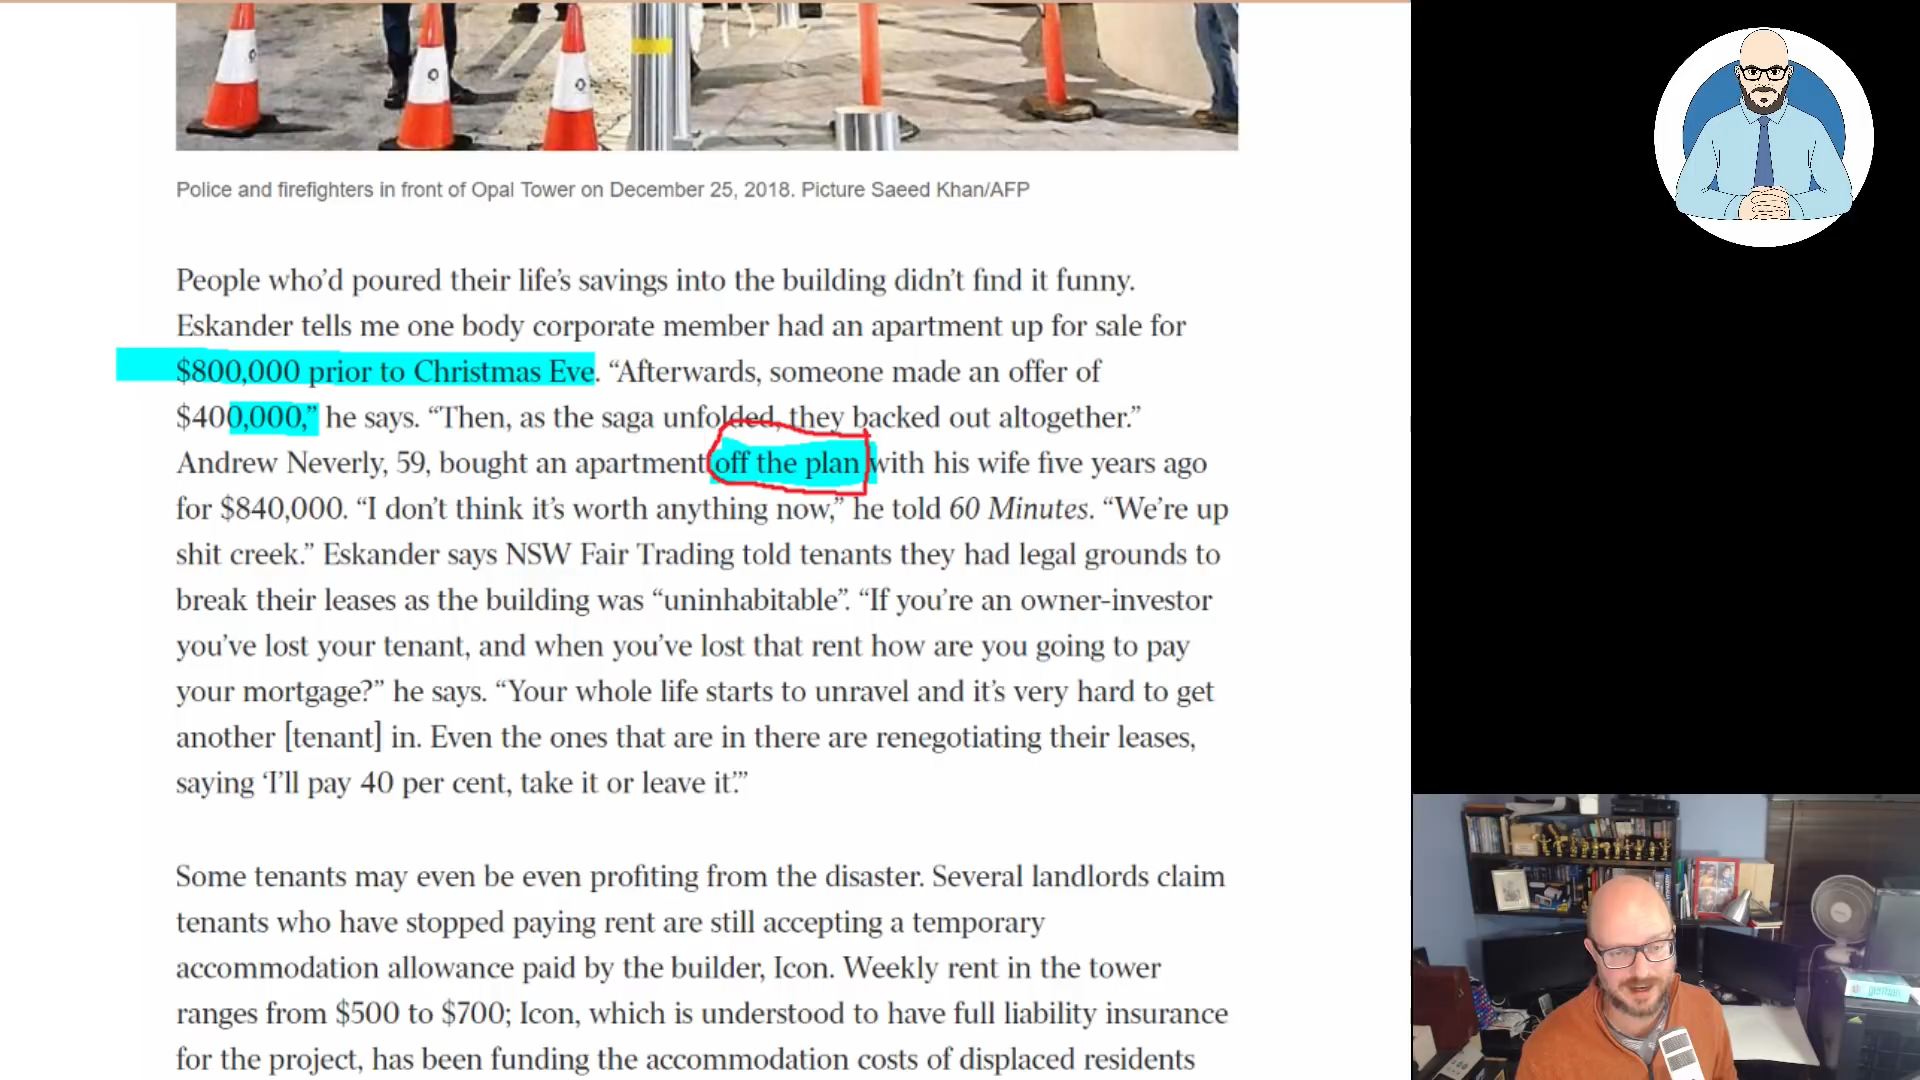 Police and firefighters in front of Opal Tower on December 25, 2018. Picture Saeed Khan/AFP
People who’d poured their life’s savings into the building didn’t find it funny.
Eskander tells me one body corporate member had an apartment up for sale for
$800,000 prior to Christmas Eve. “Afterwards, someone made an offer of
$400,000,” he says. “Then, as the saga unfolded, they backed out altogether.”
Andrew Neverly, 59, bought an apartment off the plan with his wife five years ago
for $840,000. “I don’t think it’s worth anything now,” he told 60 Minutes. “We’re up
shit creek.” Eskander says NSW Fair Trading told tenants they had legal grounds to
break their leases as the building was “uninhabitable”. “If you’re an owner-investor
you’ve lost your tenant, and when you’ve lost that rent how are you going to pay
your mortgage?” he says. “Your whole life starts to unravel and it’s very hard to get
another [tenant] in. Even the ones that are in there are renegotiating their leases,
saying ‘I’ll pay 40 per cent, take it or leave it’.”
Some tenants may even be even profiting from the disaster. Several landlords claim
tenants who have stopped paying rent are still accepting a temporary
accommodation allowance paid by the builder, Icon. Weekly rent in the tower
ranges from $500 to $700; Icon, which is understood to have full liability insurance
for the project, has been funding the accommodation costs of displaced residents
german